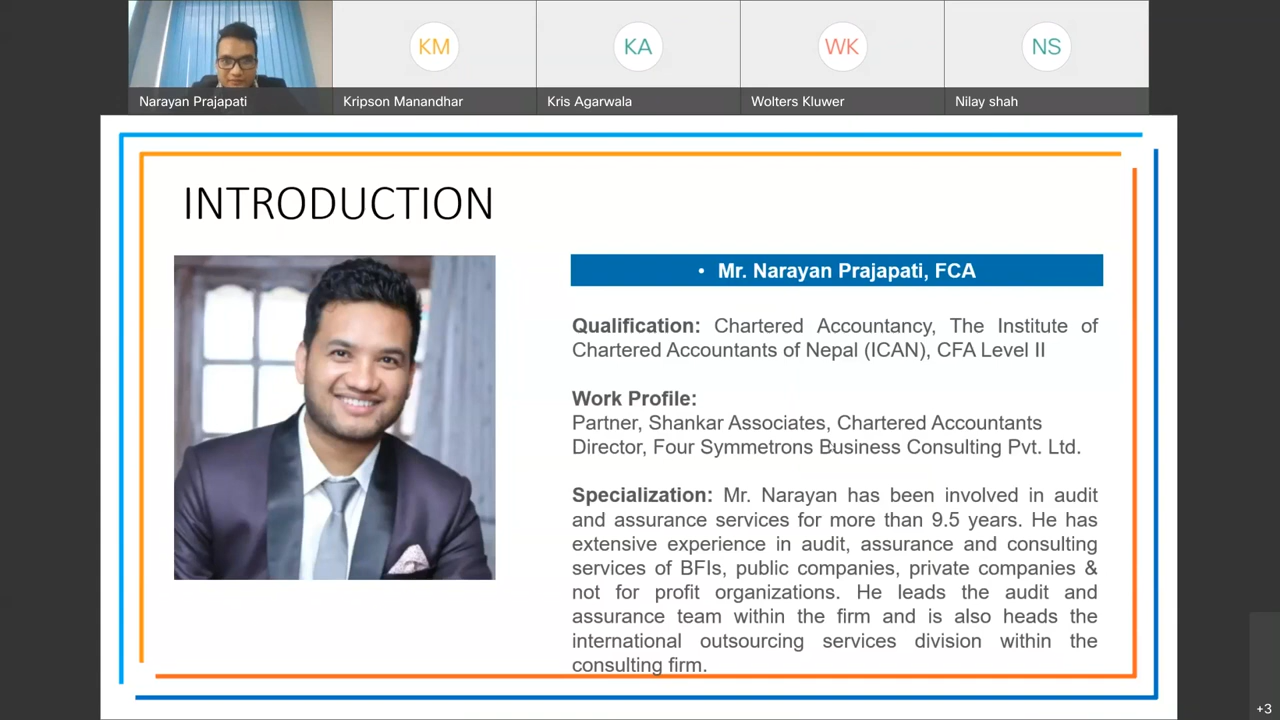 KM
KA
WK
NS
Narayan Prajapati
Kripson Manandhar
Kris Agarwala
Wolters Kluwer
Nilay shah
INTRODUCTION
• Mr. Narayan Prajapati, FCA
Qualification: Chartered Accountancy, The Institute of
Chartered Accountants of Nepal (ICAN), CFA Level II
Work Profile:
Partner, Shankar Associates, Chartered Accountants
Director, Four Symmetrons Business Consulting Pvt. Ltd.
Specialization: Mr. Narayan has been involved in audit
and assurance services for more than 9.5 years. He has
extensive experience in audit, assurance and consulting
services of BFIs, public companies, private companies &
not for profit organizations. He leads the audit and
assurance team within the firm and is also heads the
international outsourcing services division within the
consulting firm.
+3